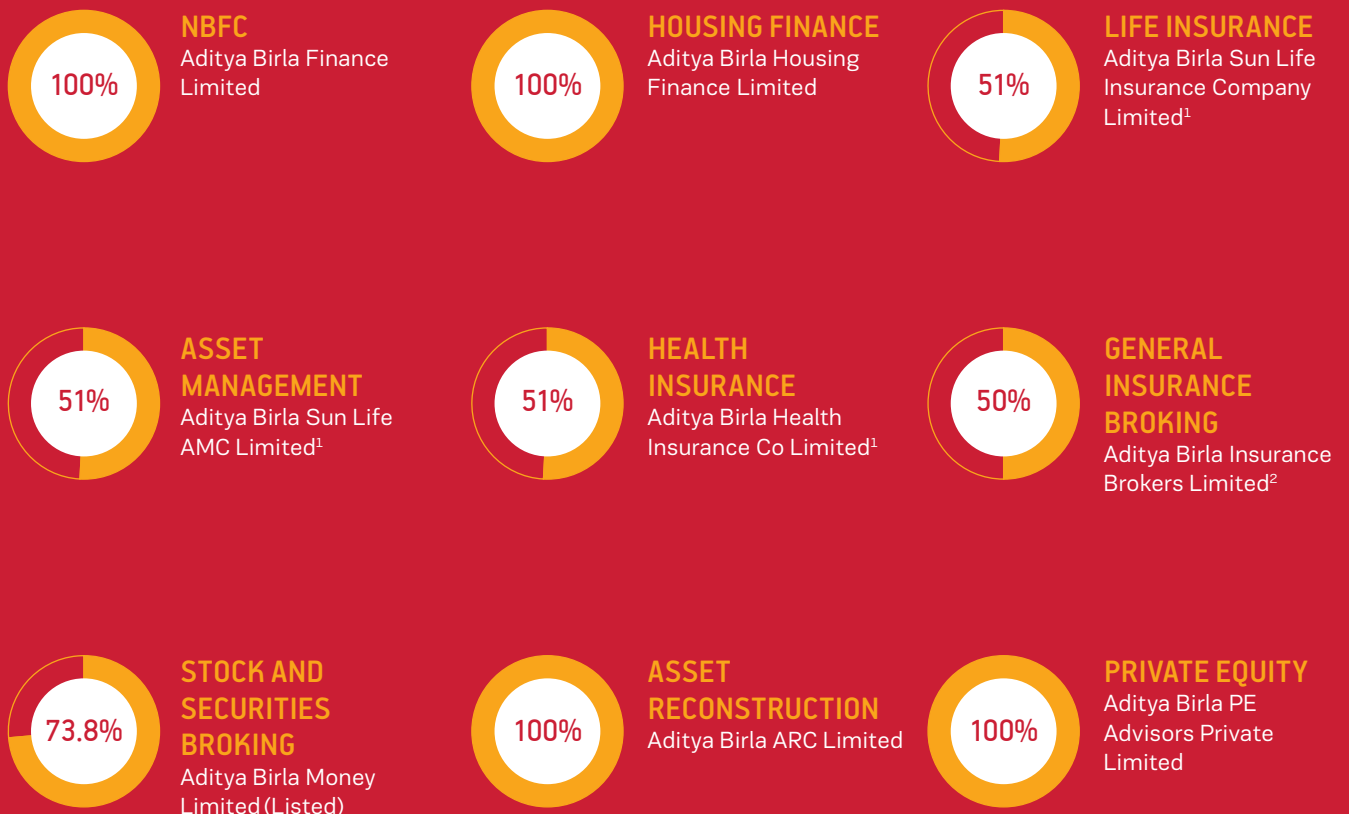 100%
NBFC
Aditya Birla Finance
Limited
100%
HOUSING FINANCE
Aditya Birla Housing
Finance Limited
51%
LIFE INSURANCE
Aditya Birla Sun Life
Insurance Company
Limited¹
51%
ASSET
MANAGEMENT
Aditya Birla Sun Life
AMC Limited¹
51%
HEALTH
INSURANCE
Aditya Birla Health
Insurance Co Limited¹
50%
GENERAL
INSURANCE
BROKING
Aditya Birla Insurance
Brokers Limited²
73.8%
STOCK AND
SECURITIES
BROKING
Aditya Birla Money
Limited (Listed)
100%
ASSET
RECONSTRUCTION
Aditya Birla ARC Limited
100%
PRIVATE EQUITY
Aditya Birla PE
Advisors Private
Limited